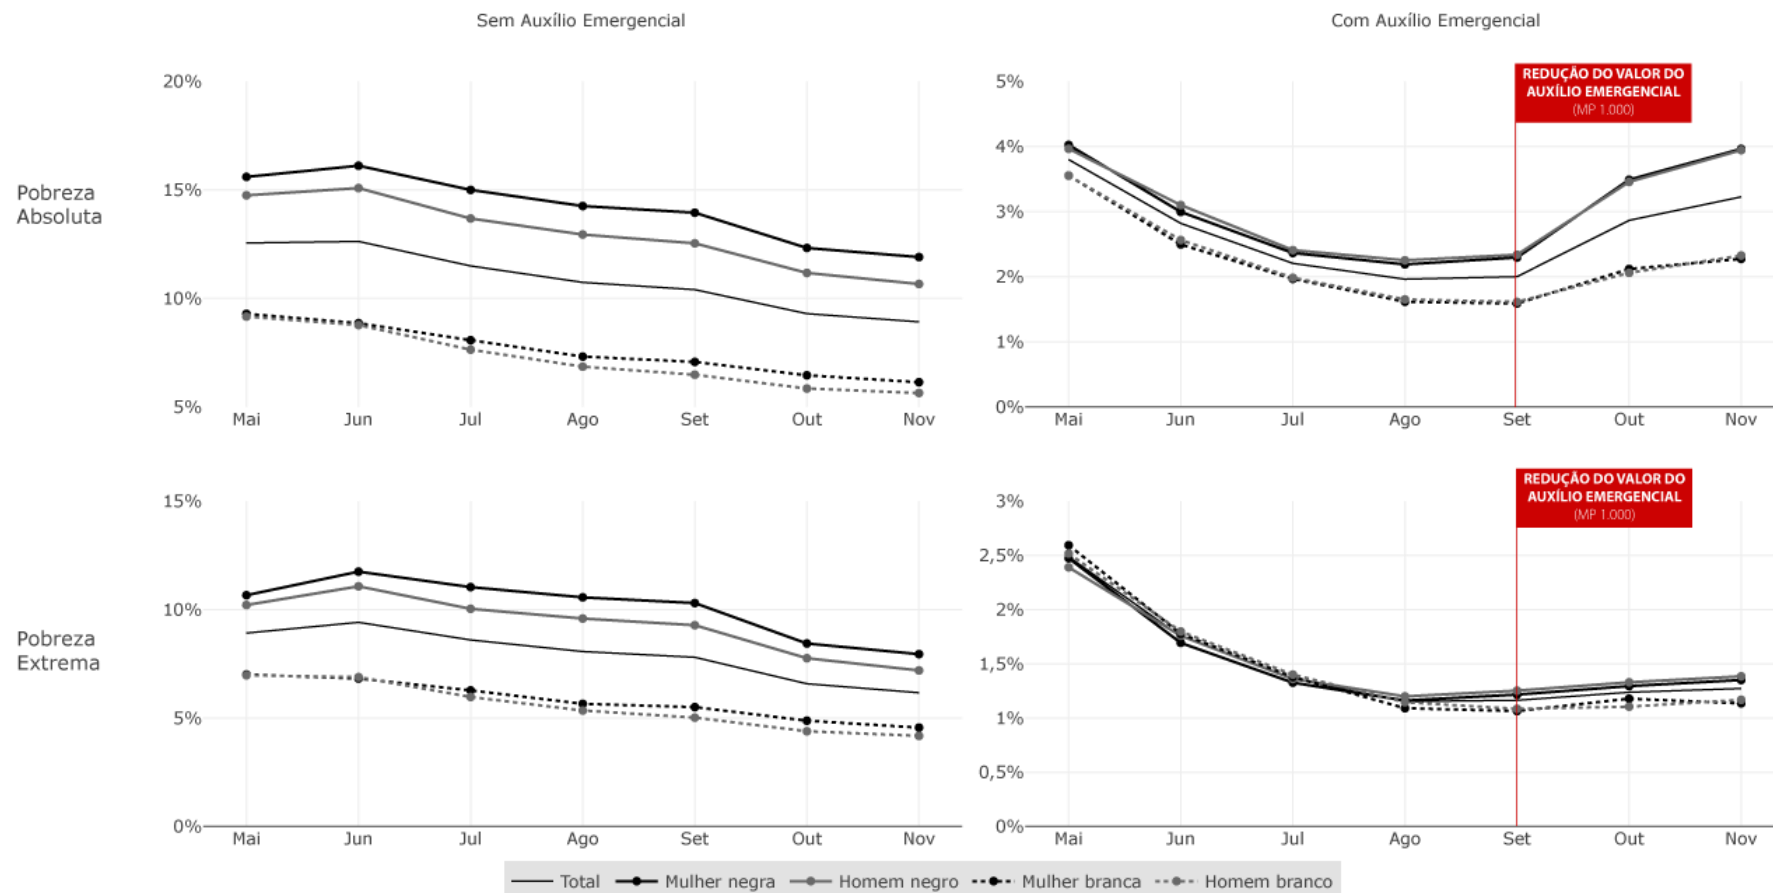 Sem Auxílio Emergencial
Com Auxílio Emergencial
Pobreza
Absoluta
20%
15%
10%
5%
Mai Jun Jul Ago Set Out Nov
5%
4%
3%
2%
1%
0%
REDUÇÃO DO VALOR DO
AUXÍLIO EMERGENCIAL
(MP 1.000)
Mai Jun Jul Ago Set Out Nov
Pobreza
Extrema
15%
10%
5%
0%
Mai Jun Jul Ago Set Out Nov
3%
2,5%
2%
1,5%
1%
0,5%
0%
REDUÇÃO DO VALOR DO
AUXÍLIO EMERGENCIAL
(MP 1.000)
Mai Jun Jul Ago Set Out Nov
Total Mulher negra Homem negro Mulher branca Homem branco